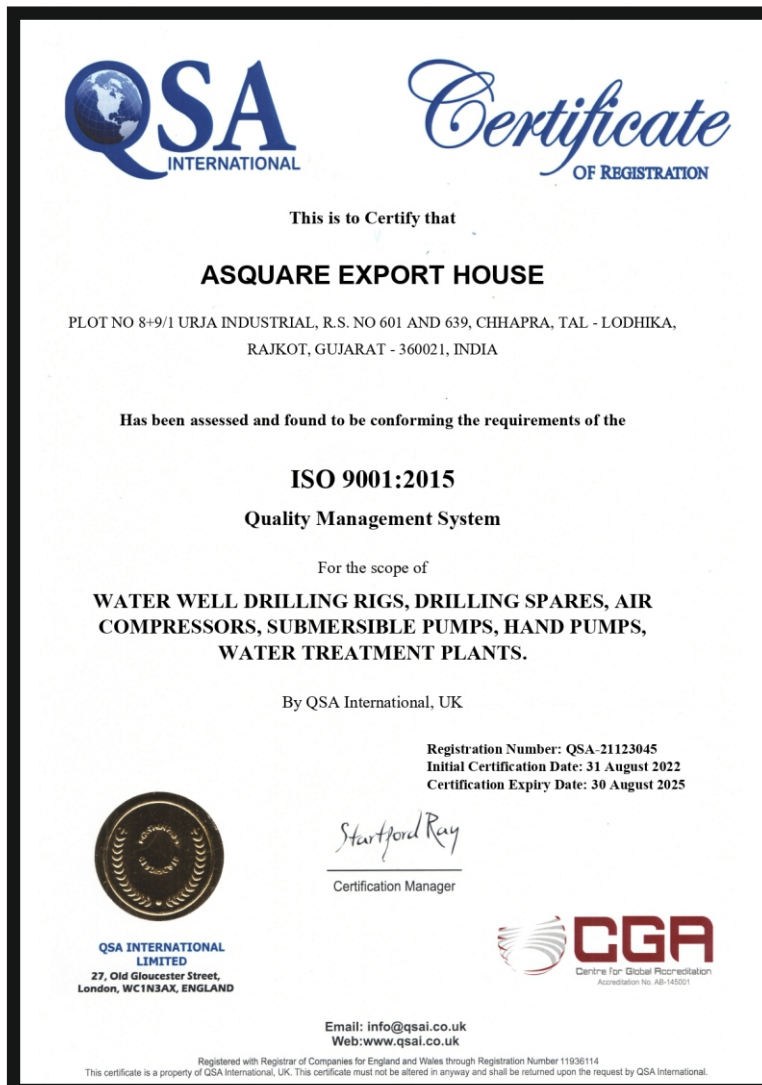 QSA
INTERNATIONAL
Certificate
OF REGISTRATION
This is to Certify that
ASQUARE EXPORT HOUSE
PLOT NO 8+9/1 URJA INDUSTRIAL, R.S. NO 601 AND 639, CHHAPRA, TAL - LODHIKA,
RAJKOT, GUJARAT - 360021, INDIA
Has been assessed and found to be conforming the requirements of the
ISO 9001:2015
Quality Management System
For the scope of
WATER WELL DRILLING RIGS, DRILLING SPARES, AIR
COMPRESSORS, SUBMERSIBLE PUMPS, HAND PUMPS,
WATER TREATMENT PLANTS.
By QSA International, UK
Registration Number: QSA-21123045
Initial Certification Date: 31 August 2022
Certification Expiry Date: 30 August 2025
Startford Ray
Certification Manager
QSA INTERNATIONAL
LIMITED
27, Old Gloucester Street,
London, WC1N3AX, ENGLAND
CGA
Centre for Global Accreditation
Accreditation No. AB-145001
Email: info@qsai.co.uk
Web:www.qsai.co.uk
Registered with Registrar of Companies for England and Wales through Registration Number 11936114
This certificate is a property of QSA International, UK. This certificate must not be altered in anyway and shall be returned upon the request by QSA International.